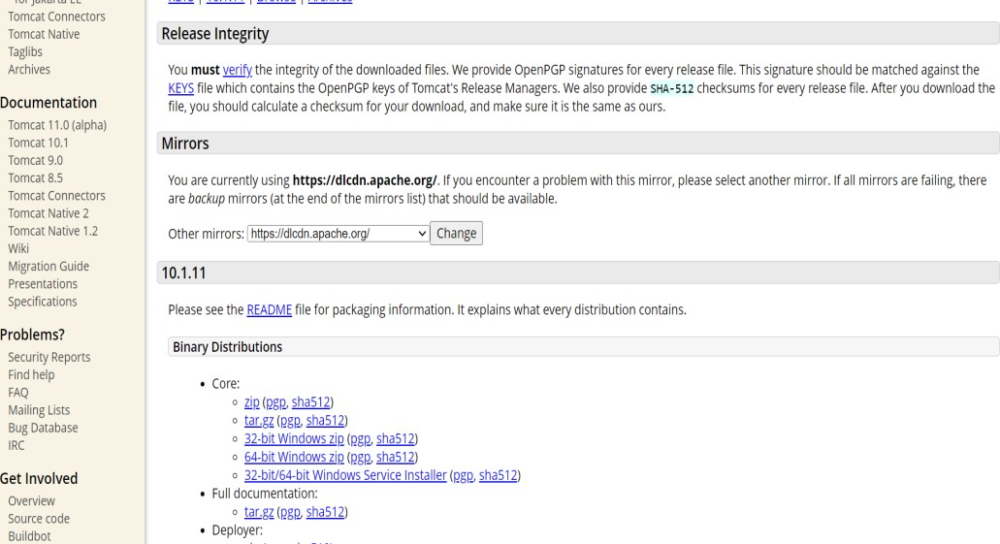 for Jakarta EE
Tomcat Connectors
Tomcat Native
Taglibs
Archives
Documentation
Tomcat 11.0 (alpha)
Tomcat 10.1
Tomcat 9.0
Tomcat 8.5
Tomcat Connectors
Tomcat Native 2
Tomcat Native 1.2
Wiki
Migration Guide
Presentations
Specifications
Problems?
Security Reports
Find help
FAQ
Mailing Lists
Bug Database
IRC
Get Involved
Overview
Source code
Buildbot
KEYS | 10.1.11 | Browse | Archives
Release Integrity
You must verify the integrity of the downloaded files. We provide OpenPGP signatures for every release file. This signature should be matched against the
KEYS file which contains the OpenPGP keys of Tomcat's Release Managers. We also provide SHA-512 checksums for every release file. After you download the
file, you should calculate a checksum for your download, and make sure it is the same as ours.
Mirrors
You are currently using https://dlcdn.apache.org/. If you encounter a problem with this mirror, please select another mirror. If all mirrors are failing, there
are backup mirrors (at the end of the mirrors list) that should be available.
Other mirrors: https://dlcdn.apache.org/ Change
10.1.11
Please see the README file for packaging information. It explains what every distribution contains.
Binary Distributions
• Core:
◦ zip (pgp, sha512)
◦ tar.gz (pgp, sha512)
◦ 32-bit Windows zip (pgp, sha512)
◦ 64-bit Windows zip (pgp, sha512)
◦ 32-bit/64-bit Windows Service Installer (pgp, sha512)
• Full documentation:
◦ tar.gz (pgp, sha512)
• Deployer: